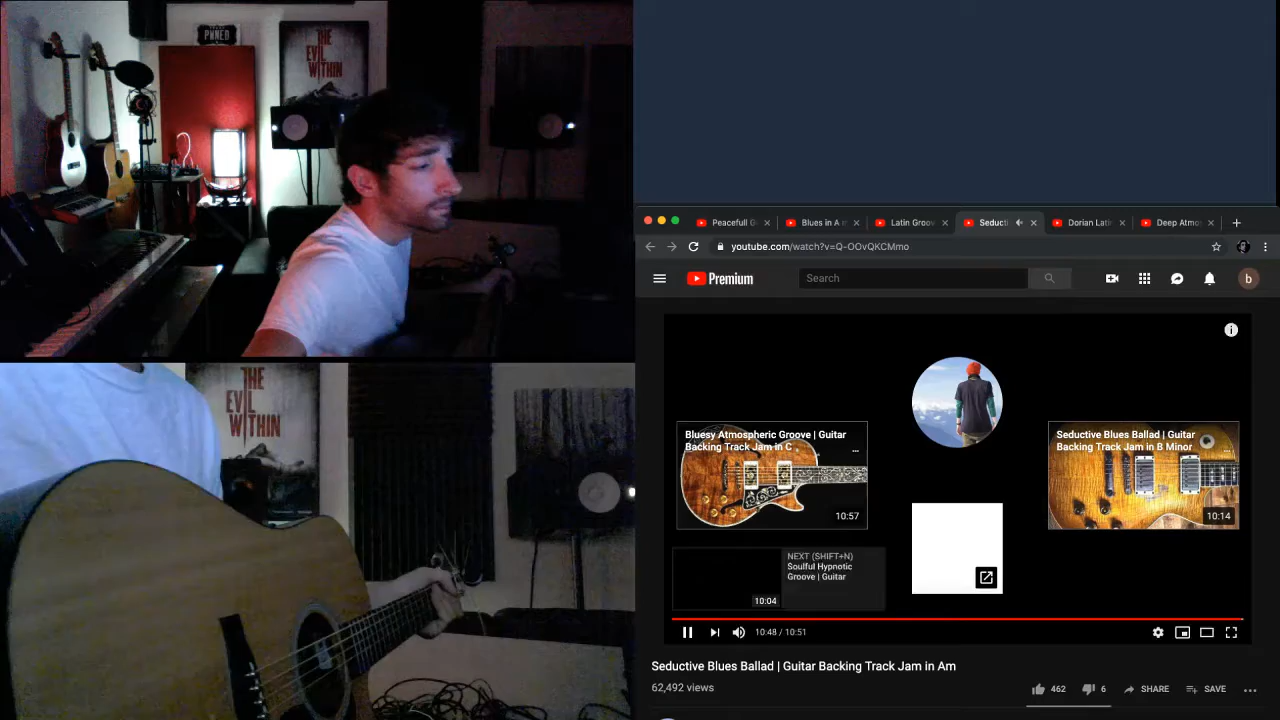 PWNED
THE
EVIL
WITHIN
THE
EVIL
WITHIN
Peacefull G
Blues in A m
Latin Groov
Seducti
Dorian Lati
Deep Atmos
youtube.com/watch?v=Q-OOvQKCMmo
Premium
Search
b
Bluesy Atmospheric Groove | Guitar
Backing Track Jam in C
10:57
Seductive Blues Ballad | Guitar
Backing Track Jam in B Minor
10:14
NEXT (SHIFT+N)
Soulful Hypnotic
Groove | Guitar
10:04
10:48 / 10:51
Seductive Blues Ballad | Guitar Backing Track Jam in Am
62,492 views
462
6
SHARE
SAVE